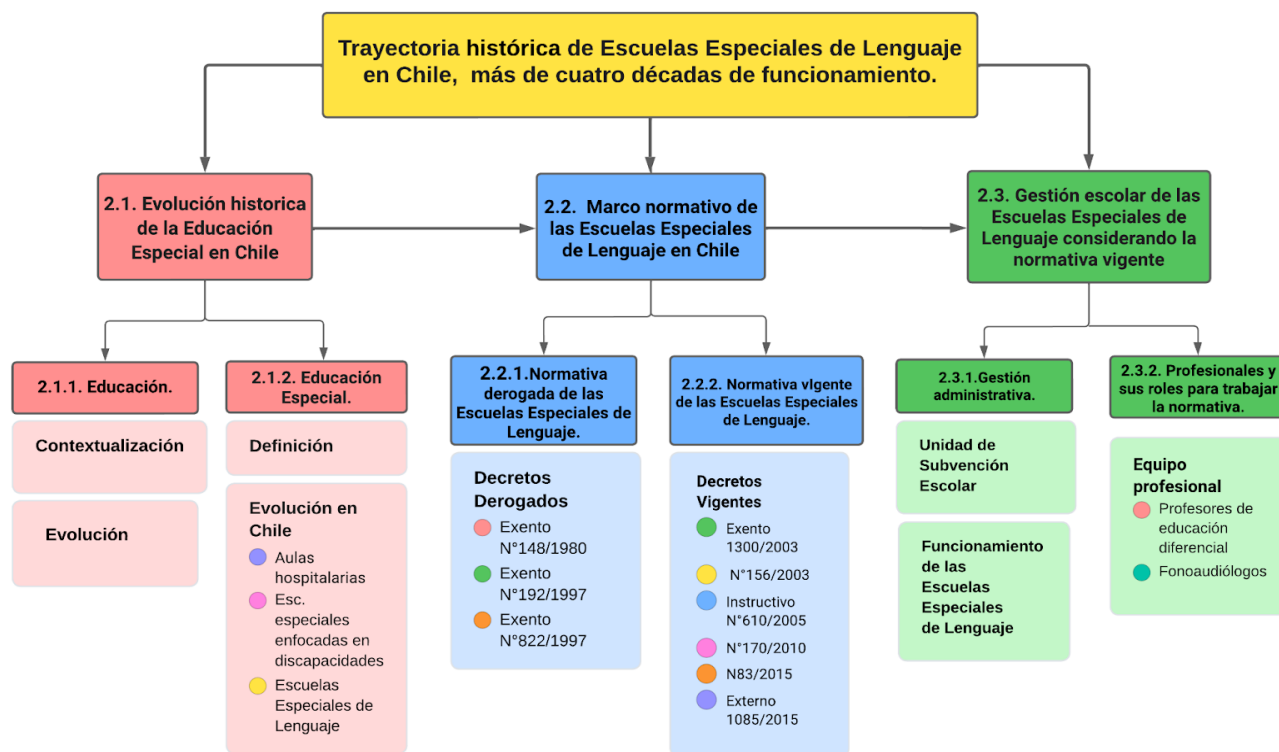 Trayectoria histórica de Escuelas Especiales de Lenguaje
en Chile, más de cuatro décadas de funcionamiento.
2.1. Evolución historica
de la Educación
Especial en Chile
2.2. Marco normativo de
las Escuelas Especiales
de Lenguaje en Chile
2.3. Gestión escolar de las
Escuelas Especiales de
Lenguaje considerando la
normativa vigente
2.1.1. Educación.
Contextualización
Evolución
2.1.2. Educación
Especial.
Definición
Evolución en
Chile
Aulas
hospitalarias
Esc.
especiales
enfocadas en
discapacidades
Escuelas
Especiales de
Lenguaje
2.2.1.Normativa
derogada de las
Escuelas Especiales de
Lenguaje.
Decretos
Derogados
Exento
N°148/1980
Exento
N°192/1997
Exento
N°822/1997
2.2.2. Normativa vIgente
de las Escuelas Especiales
de Lenguaje.
Decretos
Vigentes
Exento
1300/2003
N°156/2003
Instructivo
N°610/2005
N°170/2010
N83/2015
Externo
1085/2015
2.3.1.Gestión
administrativa.
Unidad de
Subvención
Escolar
Funcionamiento
de las
Escuelas
Especiales
de Lenguaje
2.3.2. Profesionales y
sus roles para trabajar
la normativa.
Equipo
profesional
Profesores de
educación
diferencial
Fonoaudiólogos